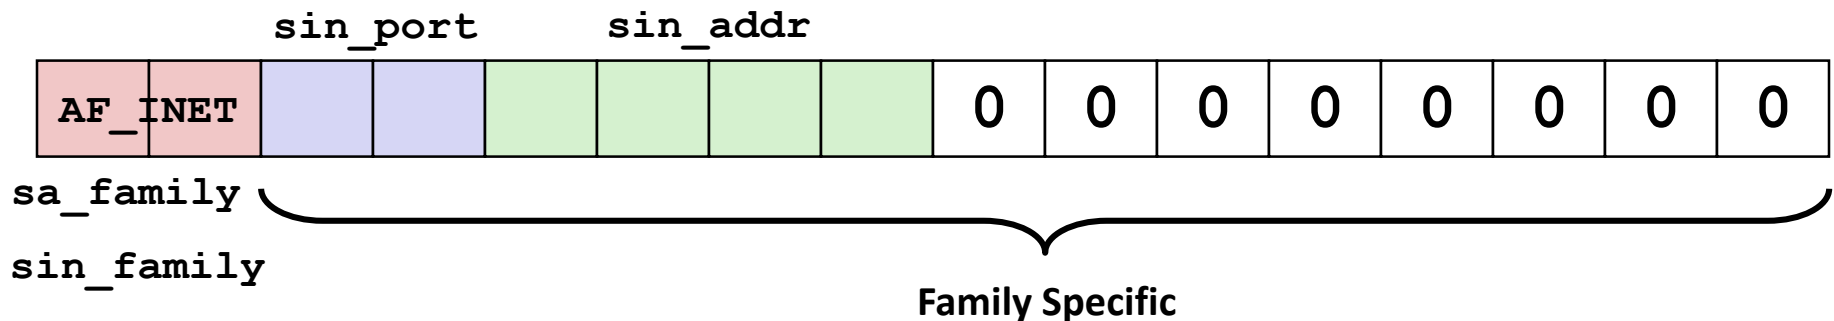 sin_port sin_addr
AF_INET 0 0 0 0 0 0 0 0
sa_family
sin_family
Family Specific